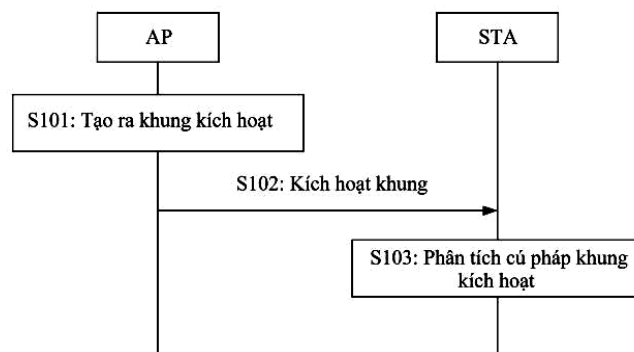 AP
STA
S101: Tạo ra khung kích hoạt
S102: Kích hoạt khung
S103: Phân tích cú pháp khung
kích hoạt